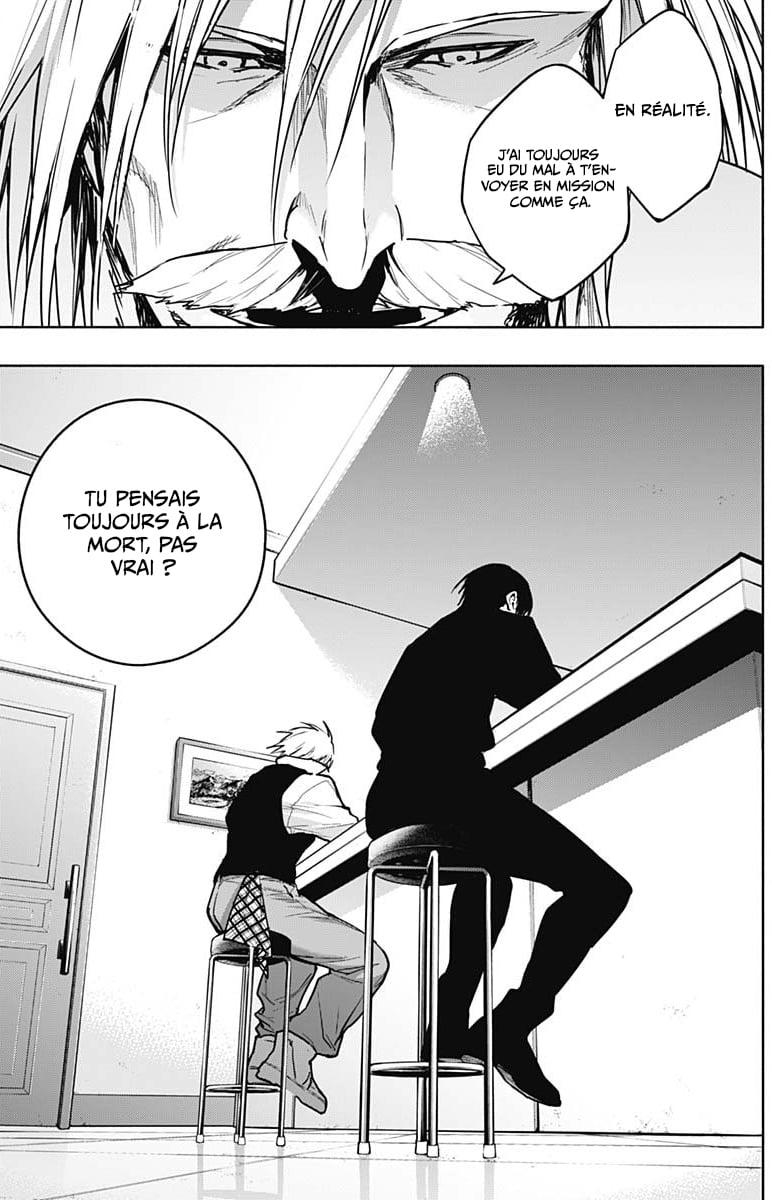 EN RÉALITÉ.
J'AI TOUJOURS
EU DU MAL À T'EN-
VOYER EN MISSION
COMME ÇA.
TU PENSAIS
TOUJOURS À LA
MORT, PAS
VRAI ?